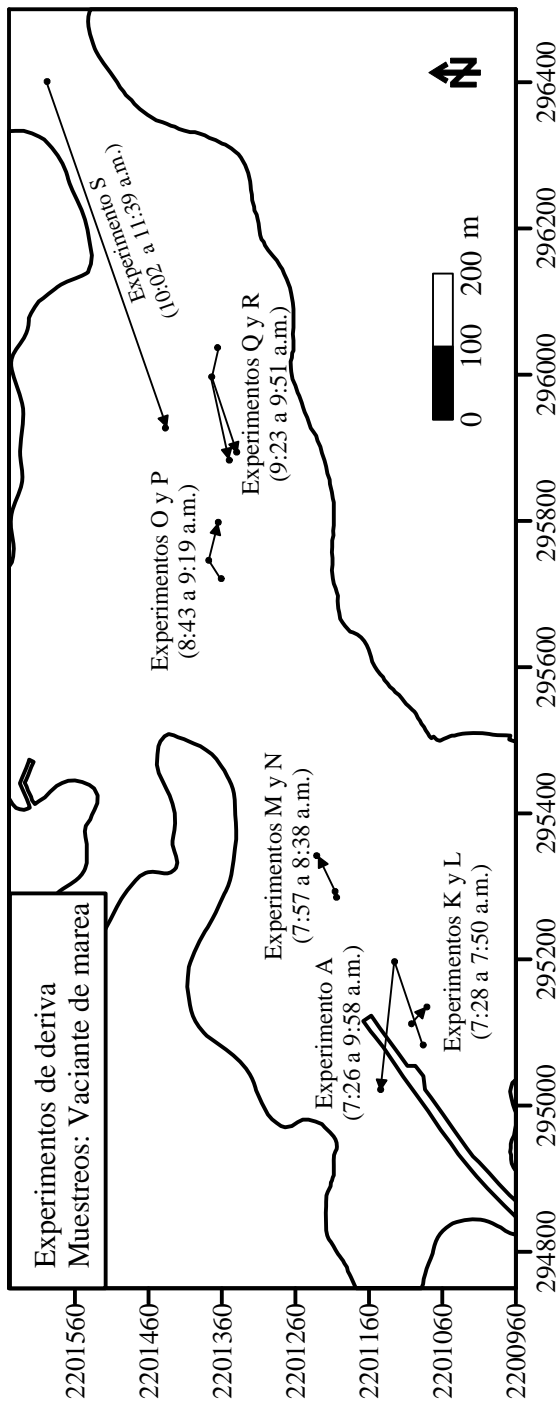 Experimentos de deriva
Muestreos: Vaciante de marea
Experimento S
(10:02 a 11:39 a.m.)
Experimentos O y P
(8:43 a 9:19 a.m.)
Experimentos Q y R
(9:23 a 9:51 a.m.)
Experimentos M y N
(7:57 a 8:38 a.m.)
Experimento A
(7:26 a 9:58 a.m.)
Experimentos K y L
(7:28 a 7:50 a.m.)
N
0 100 200 m
2201560
2201460
2201360
2201260
2201160
2201060
2200960
294800 295000 295200 295400 295600 295800 296000 296200 296400